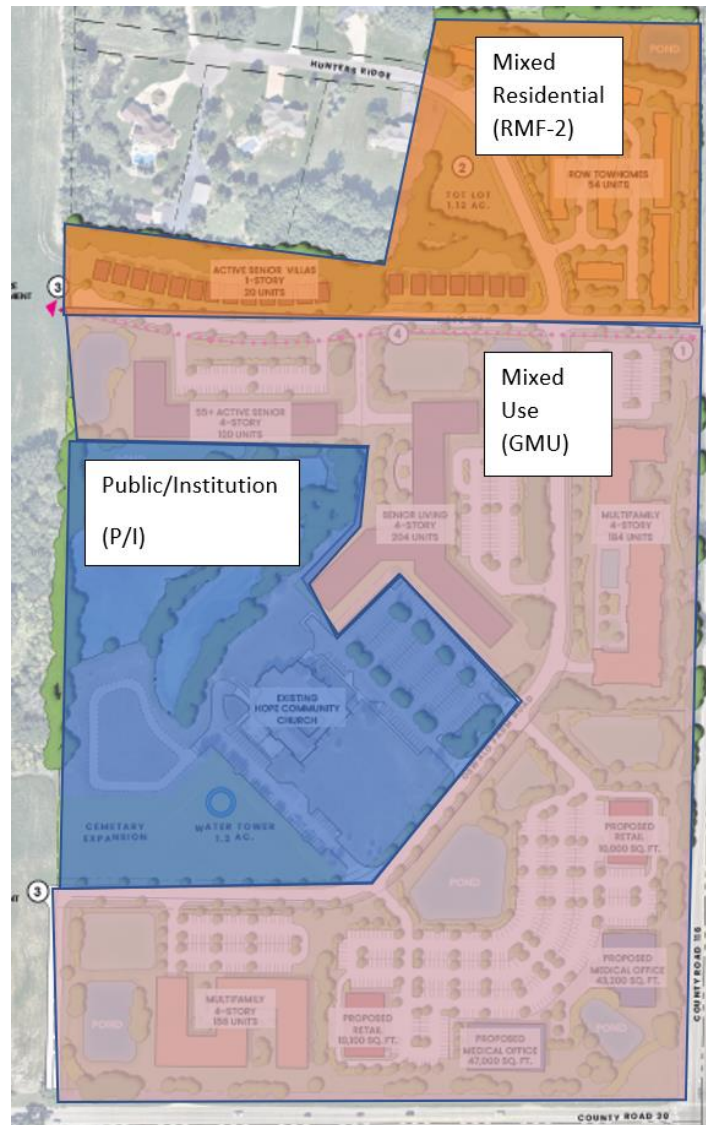 HUNTERS RIDGE
Mixed
Residential
(RMF-2)
POND
2
TOT LOT
1.12 AC.
ROW TOWNHOMES
54 UNITS
ACTIVE SENIOR VILLAS
1-STORY
20 UNITS
3
4
1
Mixed
Use
(GMU)
55+ ACTIVE SENIOR
4-STORY
120 UNITS
Public/Institution
(P/I)
SENIOR LIVING
4-STORY
204 UNITS
MULTIFAMILY
4-STORY
184 UNITS
EXISTING
HOPE COMMUNITY
CHURCH
CEMETARY
EXPANSION
WATER TOWER
1.2 AC.
PROPOSED
RETAIL
10,000 SQ. FT.
POND
3
PROPOSED
MEDICAL OFFICE
43,200 SQ. FT.
COUNTY ROAD 116
MULTIFAMILY
4-STORY
POND
PROPOSED
RETAIL
10,100 SQ. FT.
PROPOSED
MEDICAL OFFICE
47,000 SQ. FT.
POND
COUNTY ROAD 30